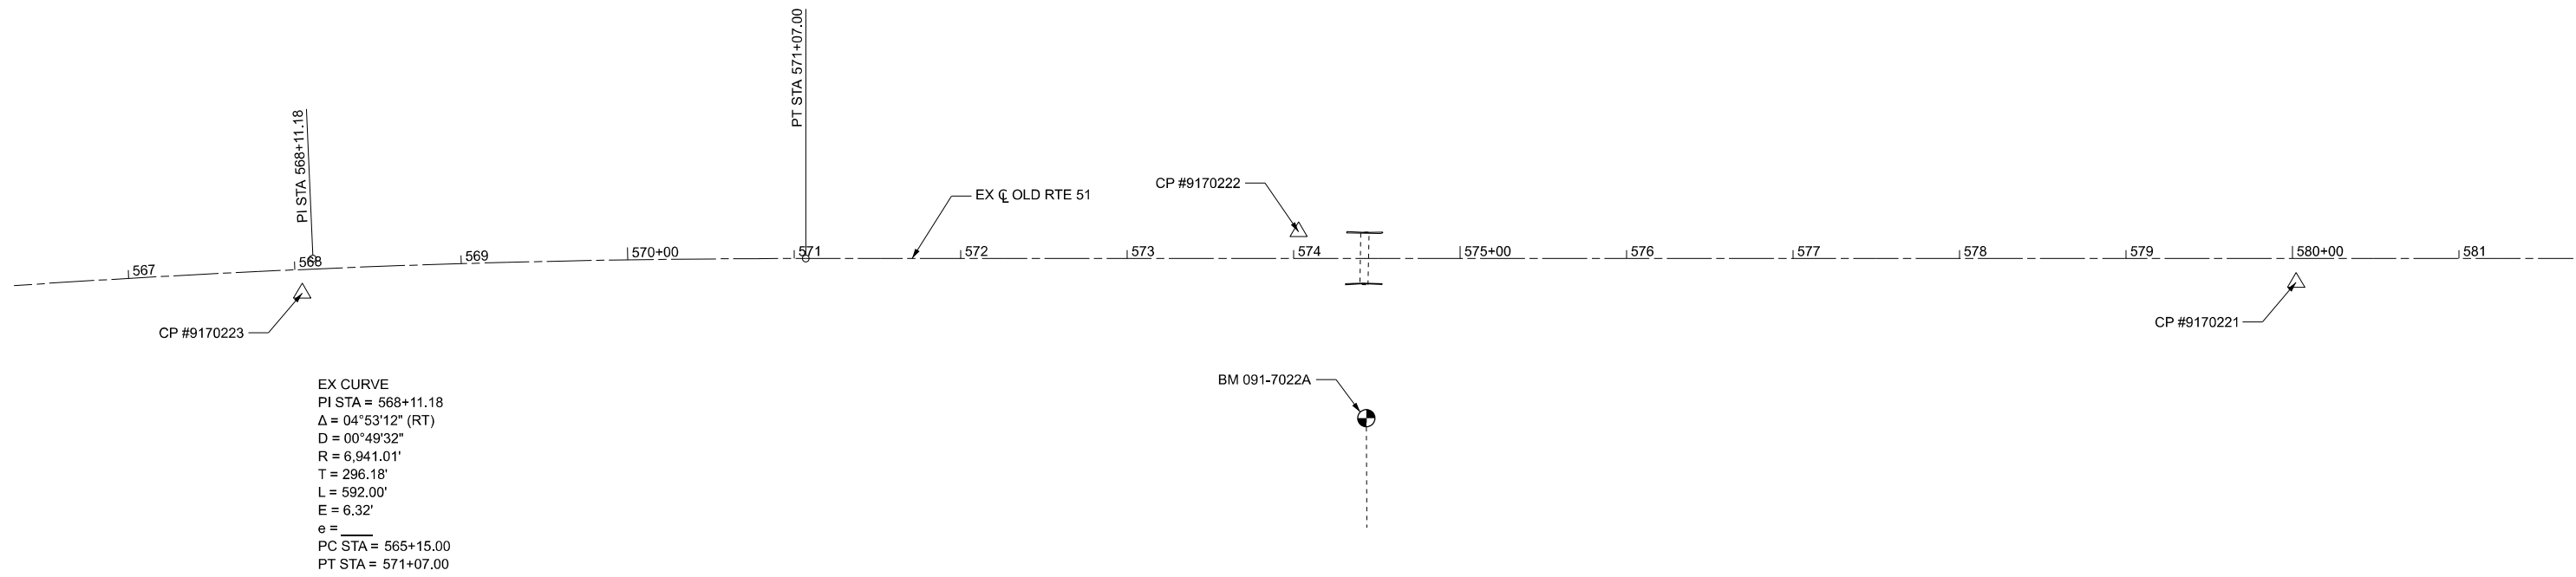 PI STA 568+11.18
PT STA 571+07.00
CP #9170222
EX ℄ OLD RTE 51
567
568
569
570+00
571
572
573
574
575+00
576
577
578
579
580+00
581
CP #9170223
CP #9170221
BM 091-7022A
EX CURVE
PI STA = 568+11.18
Δ = 04°53'12" (RT)
D = 00°49'32"
R = 6,941.01'
T = 296.18'
L = 592.00'
E = 6.32'
e = ____
PC STA = 565+15.00
PT STA = 571+07.00